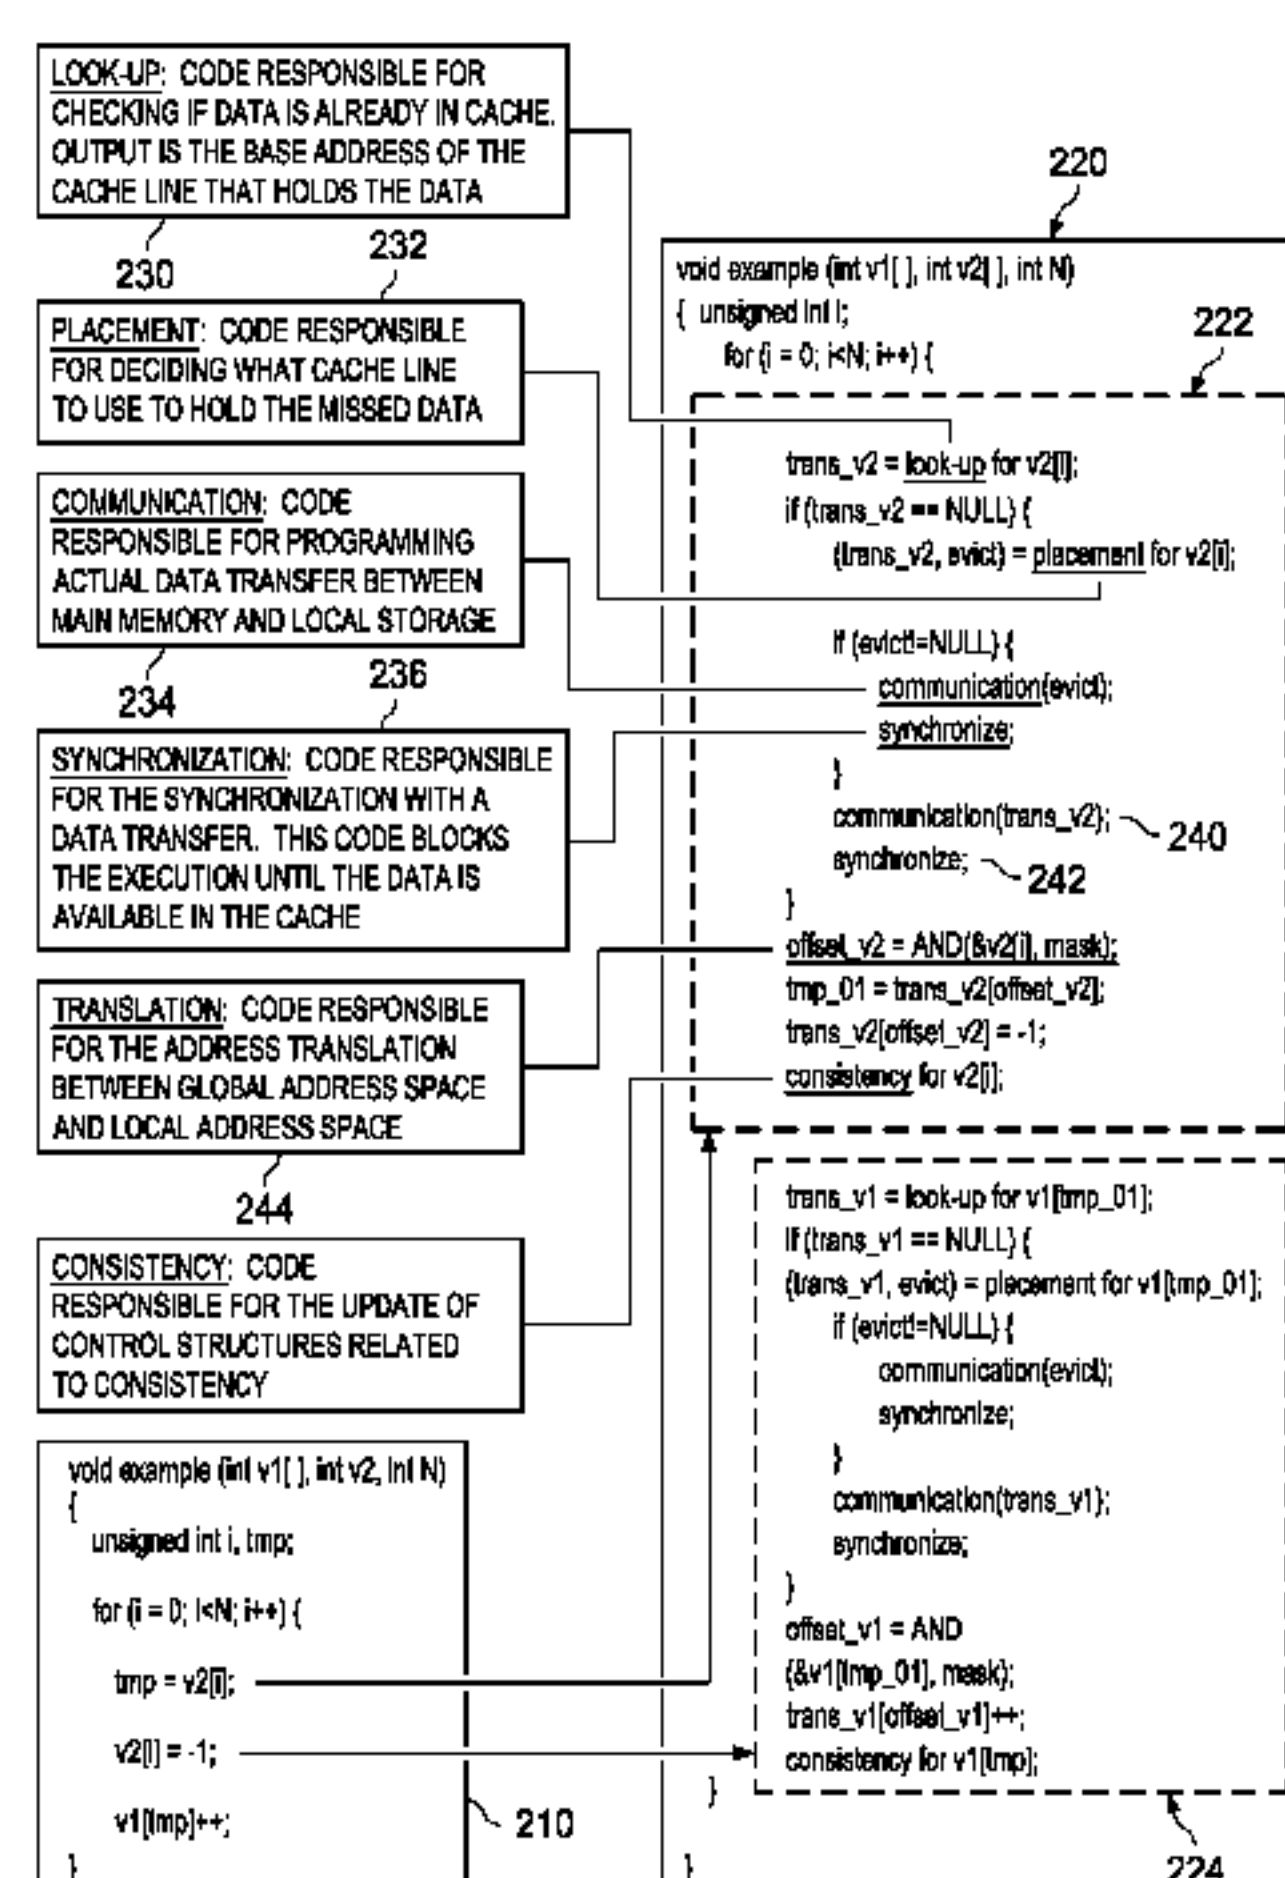 LOOK-UP: CODE RESPONSIBLE FOR
CHECKING IF DATA IS ALREADY IN CACHE.
OUTPUT IS THE BASE ADDRESS OF THE
CACHE LINE THAT HOLDS THE DATA
230
232
PLACEMENT: CODE RESPONSIBLE
FOR DECIDING WHAT CACHE LINE
TO USE TO HOLD THE MISSED DATA
COMMUNICATION: CODE
RESPONSIBLE FOR PROGRAMMING
ACTUAL DATA TRANSFER BETWEEN
MAIN MEMORY AND LOCAL STORAGE
234
236
SYNCHRONIZATION: CODE RESPONSIBLE
FOR THE SYNCHRONIZATION WITH A
DATA TRANSFER. THIS CODE BLOCKS
THE EXECUTION UNTIL THE DATA IS
AVAILABLE IN THE CACHE
TRANSLATION: CODE RESPONSIBLE
FOR THE ADDRESS TRANSLATION
BETWEEN GLOBAL ADDRESS SPACE
AND LOCAL ADDRESS SPACE
244
CONSISTENCY: CODE
RESPONSIBLE FOR THE UPDATE OF
CONTROL STRUCTURES RELATED
TO CONSISTENCY
void example (int v1[ ], int v2, int N)
{
unsigned int i, tmp;
for (i = 0; i<N; i++) {
tmp = v2[i];
v2[i] = -1;
v1[tmp]++;
}
210
220
void example (int v1[ ], int v2[ ], int N)
{ unsigned int i;
for (i = 0; i<N; i++) {
222
trans_v2 = look-up for v2[i];
if (trans_v2 == NULL) {
(trans_v2, evict) = placement for v2[i];
if (evict!=NULL) {
communication(evict);
synchronize;
}
communication(trans_v2); 240
synchronize; 242
}
offset_v2 = AND(&v2[i], mask);
tmp_01 = trans_v2[offset_v2];
trans_v2[offset_v2] = -1;
consistency for v2[i];
trans_v1 = look-up for v1[tmp_01];
if (trans_v1 == NULL) {
(trans_v1, evict) = placement for v1[tmp_01];
if (evict!=NULL) {
communication(evict);
synchronize;
}
communication(trans_v1);
synchronize;
}
offset_v1 = AND
(&v1[tmp_01], mask);
trans_v1[offset_v1]++;
consistency for v1[tmp];
}
}
224